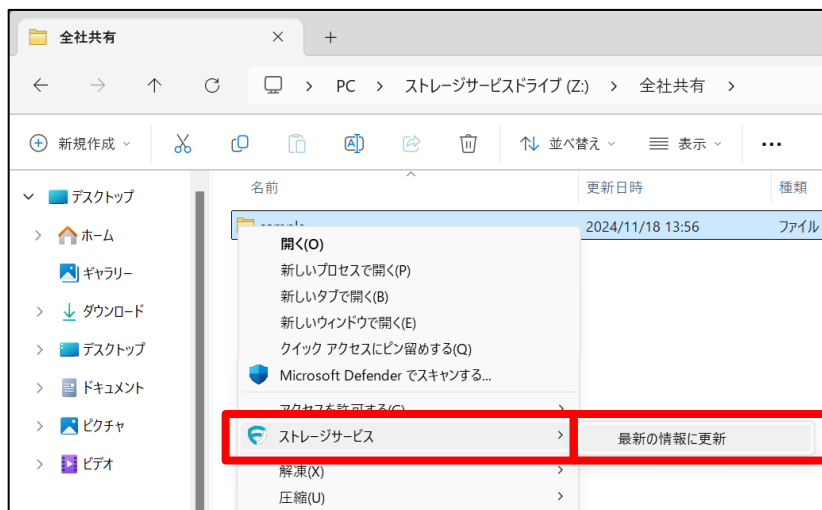 全社共有
PC > ストレージサービスドライブ (Z:) > 全社共有 >
新規作成 並べ替え 表示
名前 更新日時 種類
デスクトップ
sample 2024/11/18 13:56 ファイル
ホーム
ギャラリー
ダウンロード
デスクトップ
ドキュメント
ピクチャ
ビデオ
開く(O)
新しいプロセスで開く(P)
新しいタブで開く(B)
新しいウィンドウで開く(E)
クイック アクセスにピン留めする(Q)
Microsoft Defender でスキャンする...
アクセスを許可する(G)
ストレージサービス
最新の情報に更新
解凍(X)
圧縮(U)